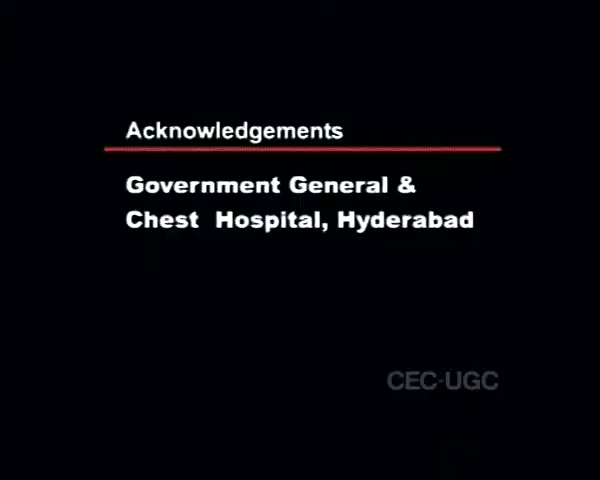 Acknowledgements
Government General &
Chest Hospital, Hyderabad
CEC-UGC